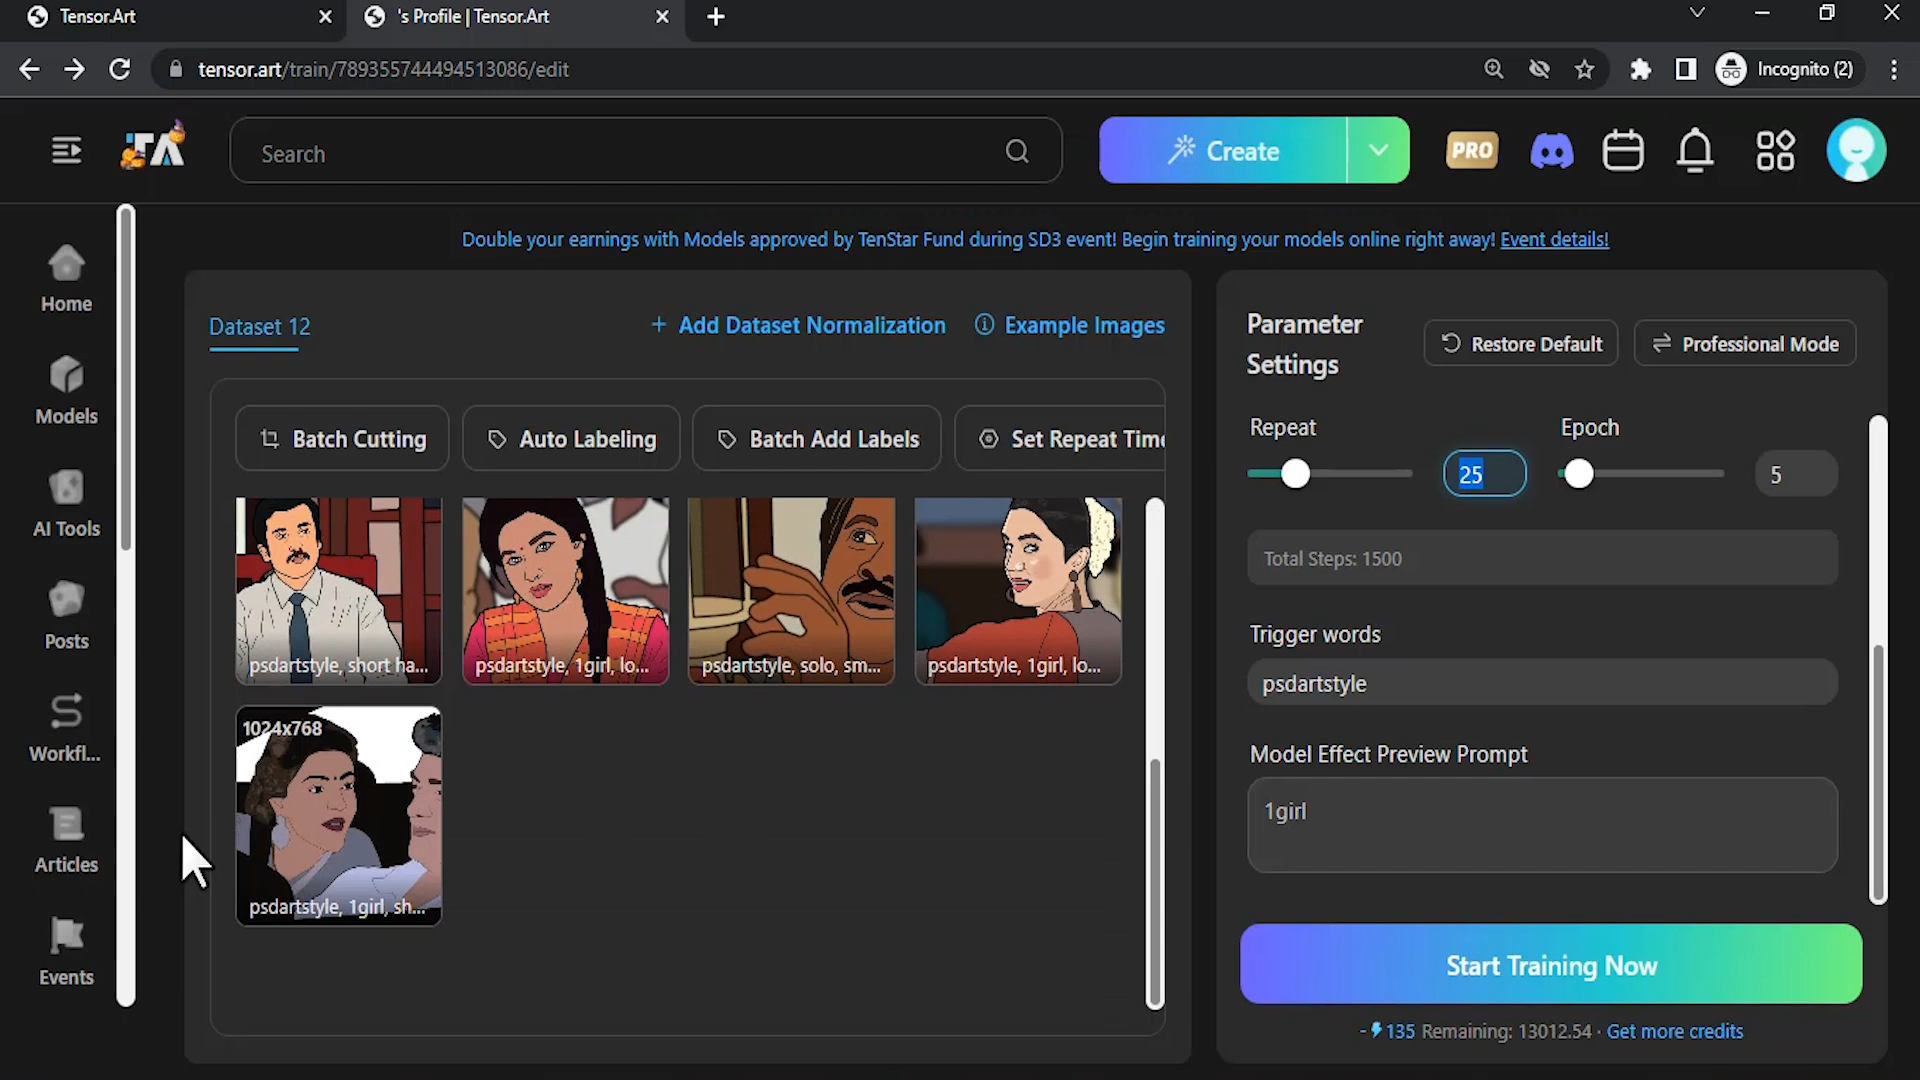 Tensor.Art
's Profile | Tensor.Art
tensor.art/train/789355744494513086/edit
Incognito (2)
TA
Search
Create
PRO
Double your earnings with Models approved by TenStar Fund during SD3 event! Begin training your models online right away! Event details!
Home
Models
AI Tools
Posts
Workfl...
Articles
Events
Dataset 12
+ Add Dataset Normalization
Example Images
Batch Cutting
Auto Labeling
Batch Add Labels
Set Repeat Time
psdartstyle, short ha...
psdartstyle, 1girl, lo...
psdartstyle, solo, sm...
psdartstyle, 1girl, lo...
1024x768
psdartstyle, 1girl, sh...
Parameter
Settings
Restore Default
Professional Mode
Repeat
25
Epoch
5
Total Steps: 1500
Trigger words
psdartstyle
Model Effect Preview Prompt
1girl
Start Training Now
-135 Remaining: 13012.54 · Get more credits